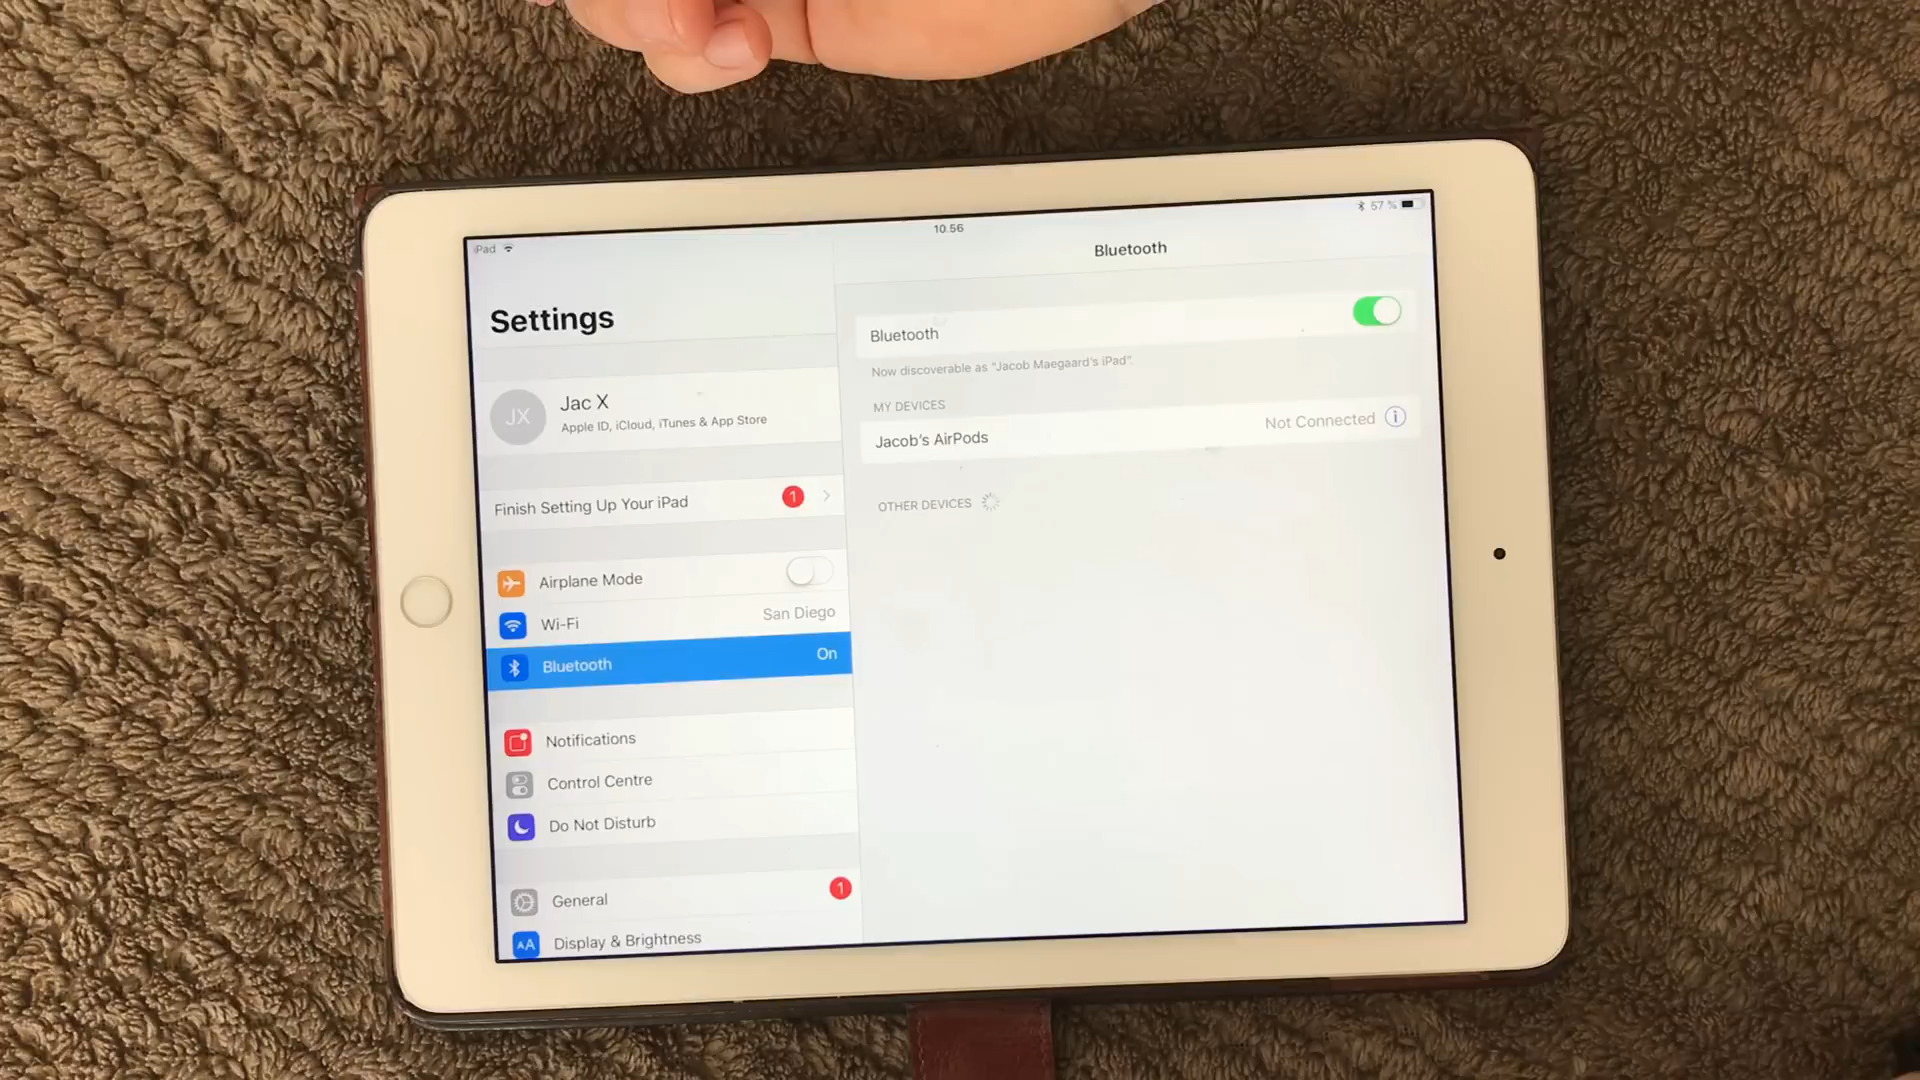 iPad
10.56
57 %
Settings
JX
Jac X
Apple ID, iCloud, iTunes & App Store
Finish Setting Up Your iPad
1
Airplane Mode
Wi-Fi
San Diego
Bluetooth
On
Notifications
Control Centre
Do Not Disturb
General
1
AA
Display & Brightness
Bluetooth
Bluetooth
Now discoverable as "Jacob Maegaard's iPad".
MY DEVICES
Jacob's AirPods
Not Connected
i
OTHER DEVICES